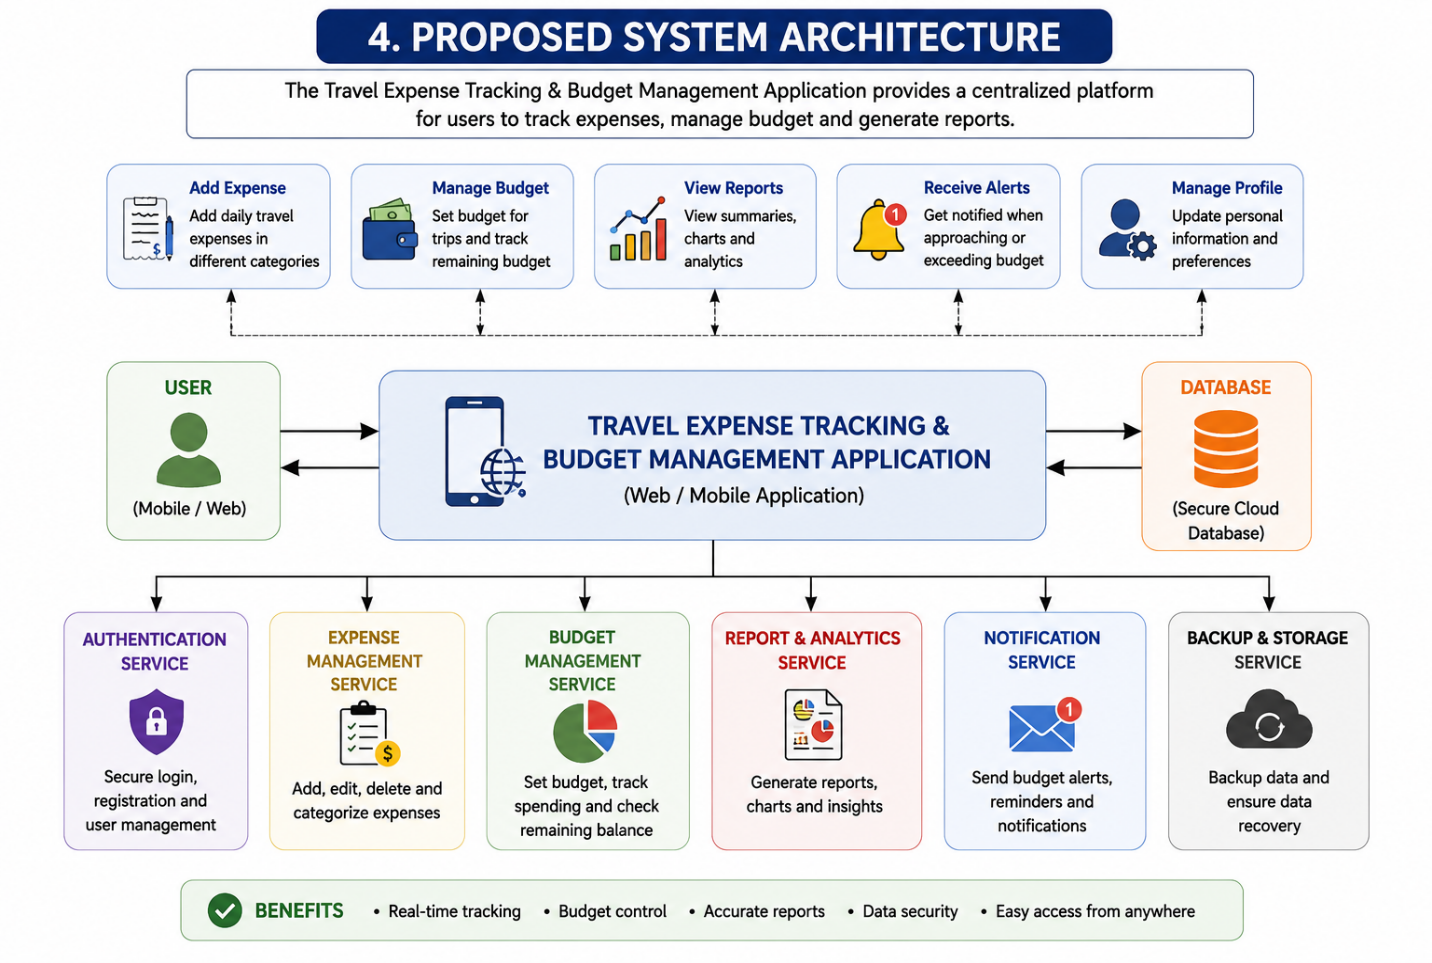 4. PROPOSED SYSTEM ARCHITECTURE
The Travel Expense Tracking & Budget Management Application provides a centralized platform
for users to track expenses, manage budget and generate reports.
Add Expense
Add daily travel
expenses in
different categories
$
Manage Budget
Set budget for
trips and track
remaining budget
View Reports
View summaries,
charts and
analytics
1
Receive Alerts
Get notified when
approaching or
exceeding budget
Manage Profile
Update personal
information and
preferences
USER
(Mobile / Web)
TRAVEL EXPENSE TRACKING &
BUDGET MANAGEMENT APPLICATION
(Web / Mobile Application)
DATABASE
(Secure Cloud
Database)
AUTHENTICATION
SERVICE
Secure login,
registration and
user management
EXPENSE
MANAGEMENT
SERVICE
$
Add, edit, delete and
categorize expenses
BUDGET
MANAGEMENT
SERVICE
Set budget, track
spending and check
remaining balance
REPORT & ANALYTICS
SERVICE
Generate reports,
charts and insights
NOTIFICATION
SERVICE
1
Send budget alerts,
reminders and
notifications
BACKUP & STORAGE
SERVICE
Backup data and
ensure data
recovery
BENEFITS • Real-time tracking • Budget control • Accurate reports • Data security • Easy access from anywhere